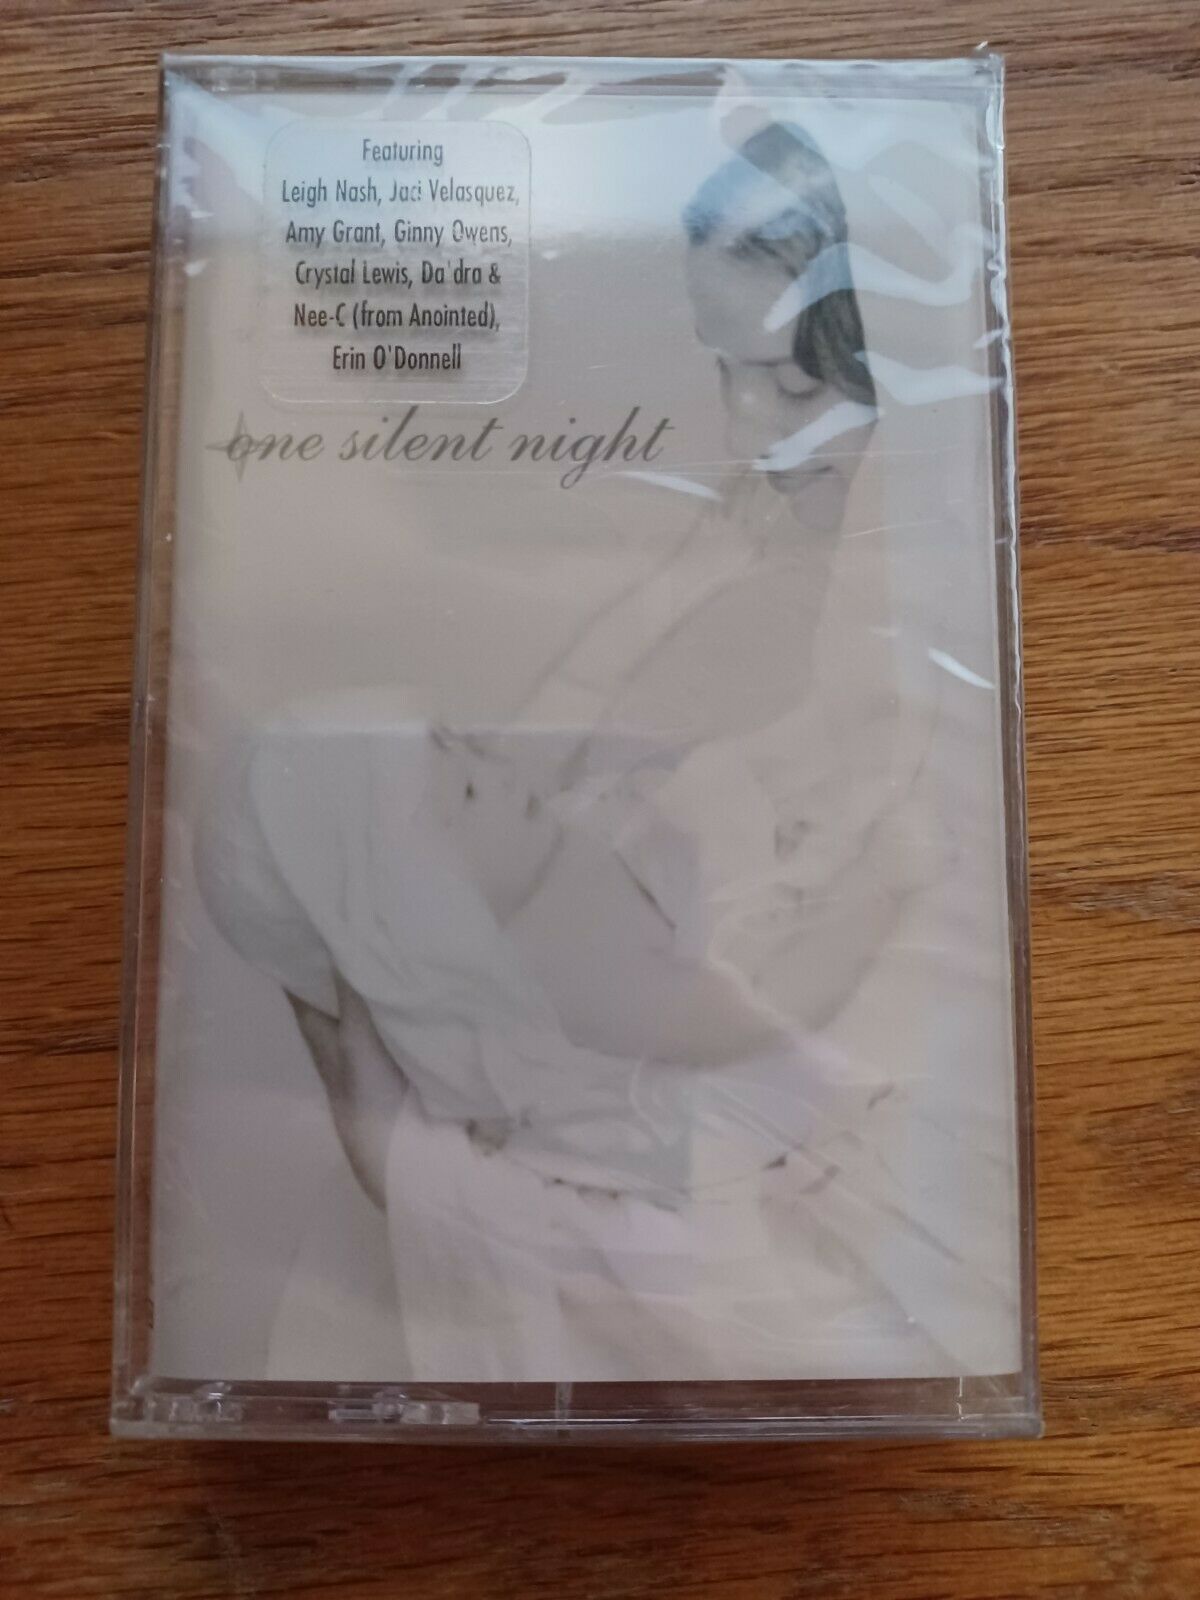 Featuring
Leigh Nash, Jaci Velasquez,
Amy Grant, Ginny Owens,
Crystal Lewis, Da'dra &
Nee-C (from Anointed),
Erin O'Donnell
one silent night